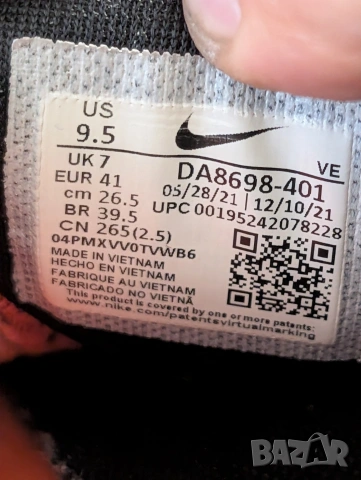 US
9.5
VE
UK 7
DA8698-401
EUR 41
05/28/21 | 12/10/21
cm 26.5
UPC 00195242078228
BR 39.5
CN 265(2.5)
04PMXVV0TVWB6
MADE IN VIETNAM
HECHO EN VIETNAM
FABRIQUE AU VIETNAM
FABRICADO NO VIETNÃ
This product is covered by one or more patents:
www.nike.com/patentsvirtualmarking
BAZAR